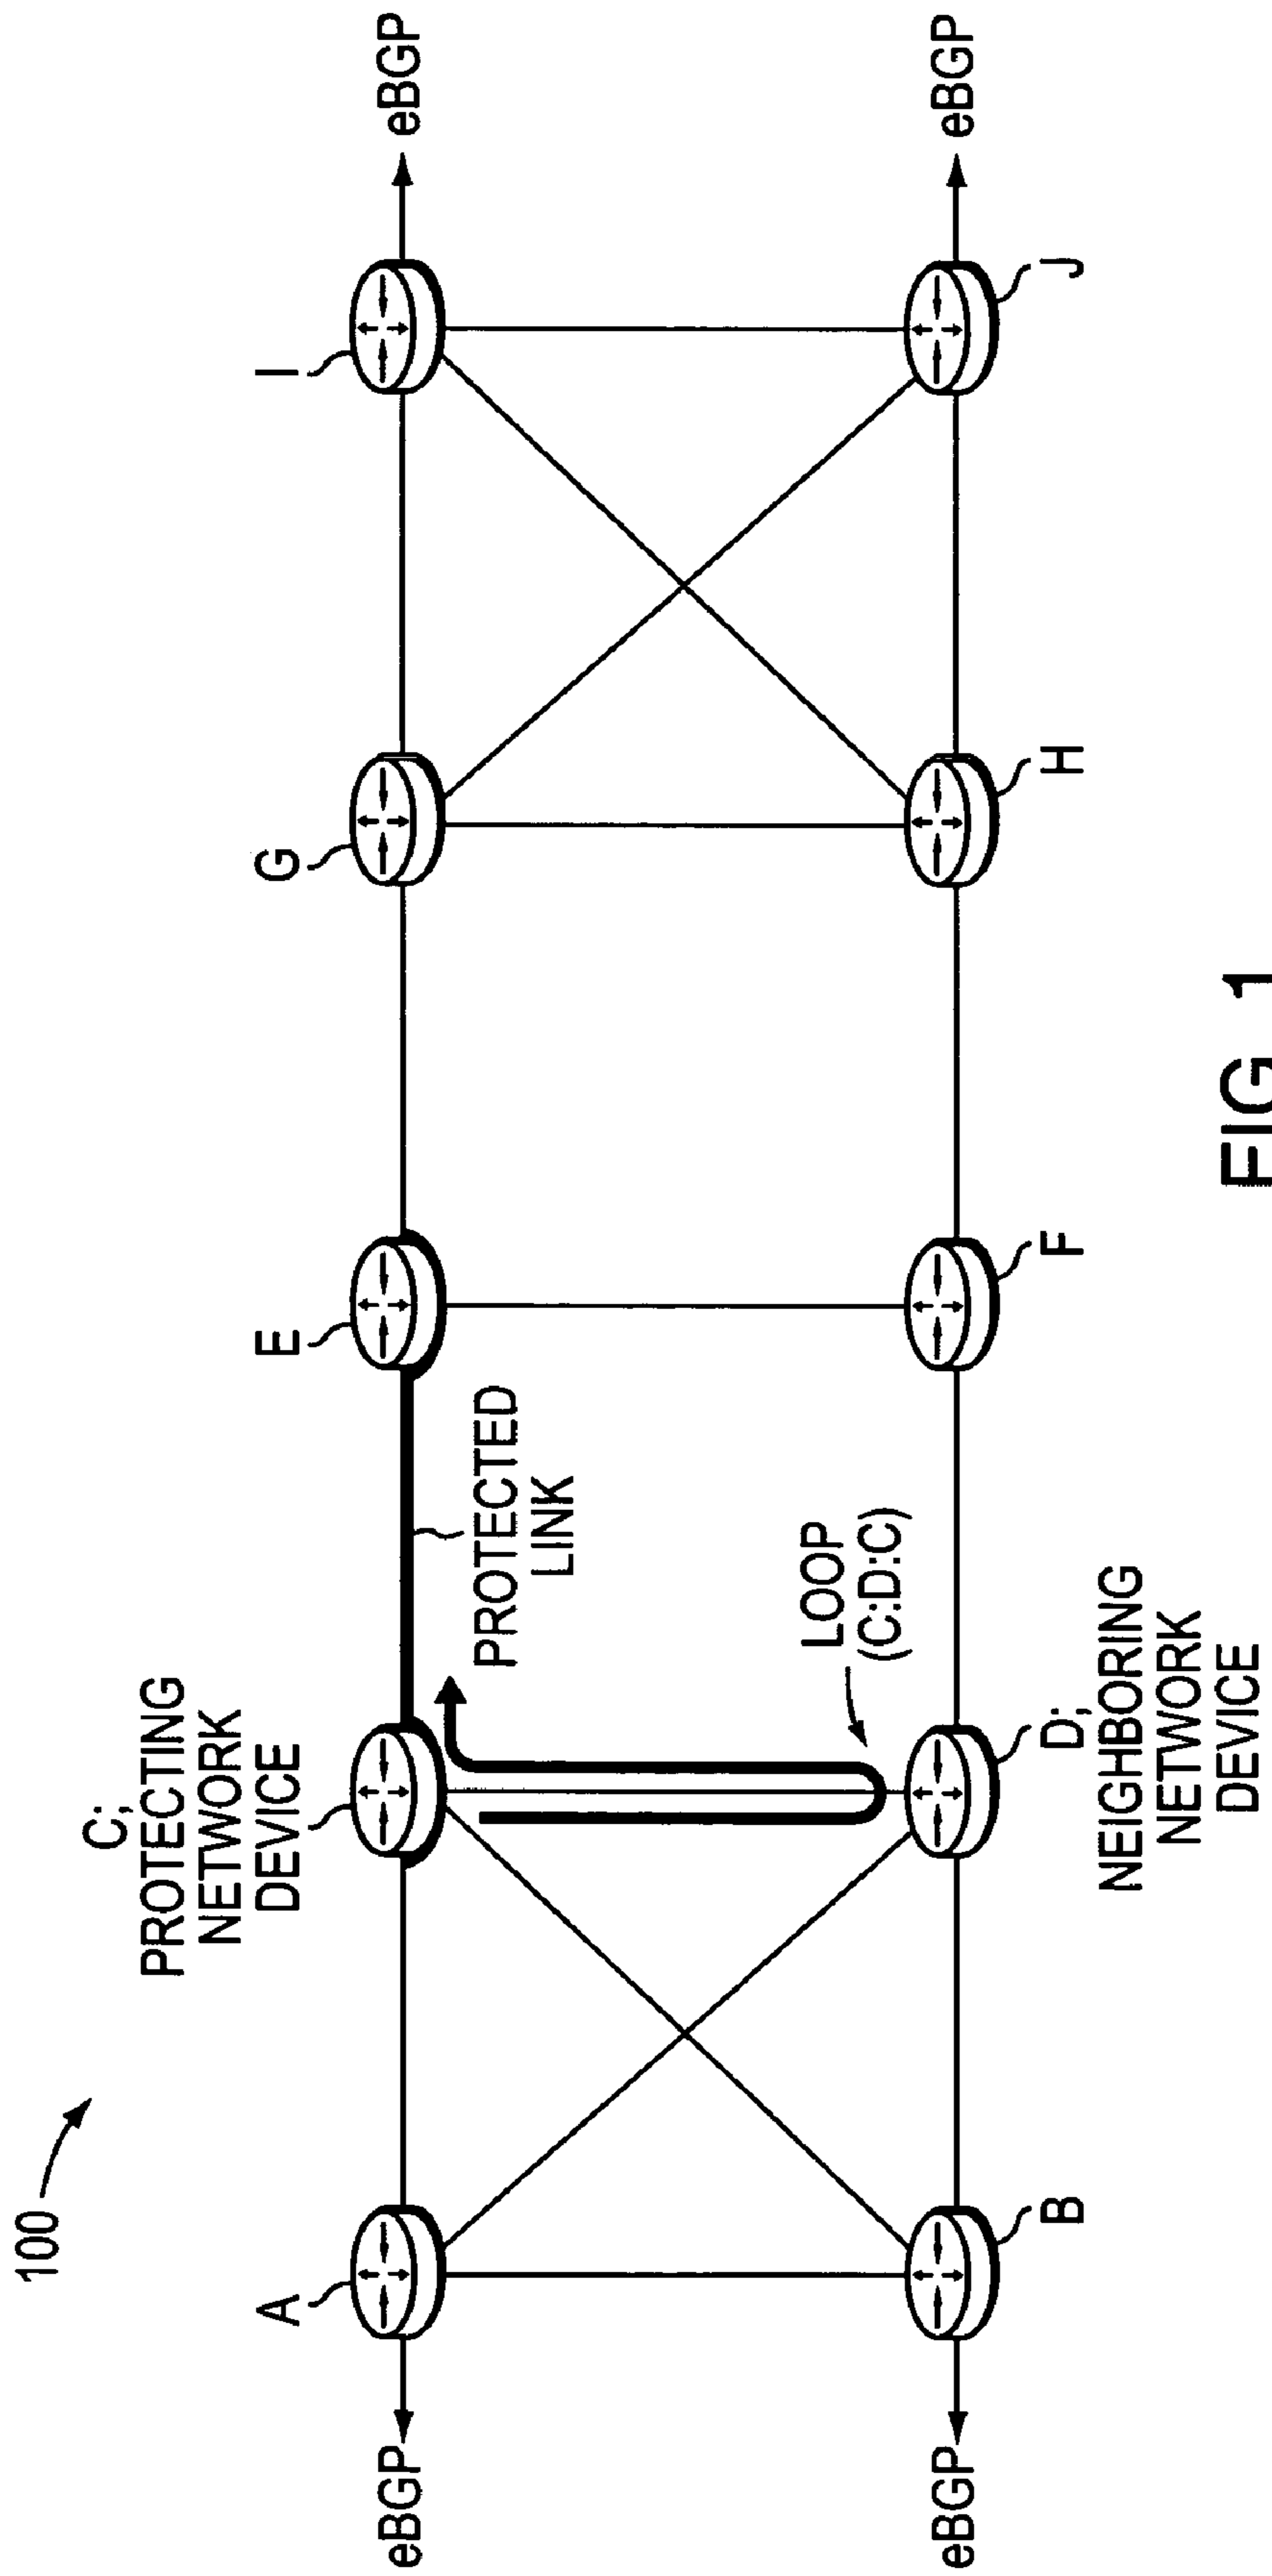 100
eBGP
A
C;
PROTECTING
NETWORK
DEVICE
E
G
I
eBGP
PROTECTED
LINK
LOOP
(C:D:C)
eBGP
B
D;
NEIGHBORING
NETWORK
DEVICE
F
H
J
eBGP
FIG. 1